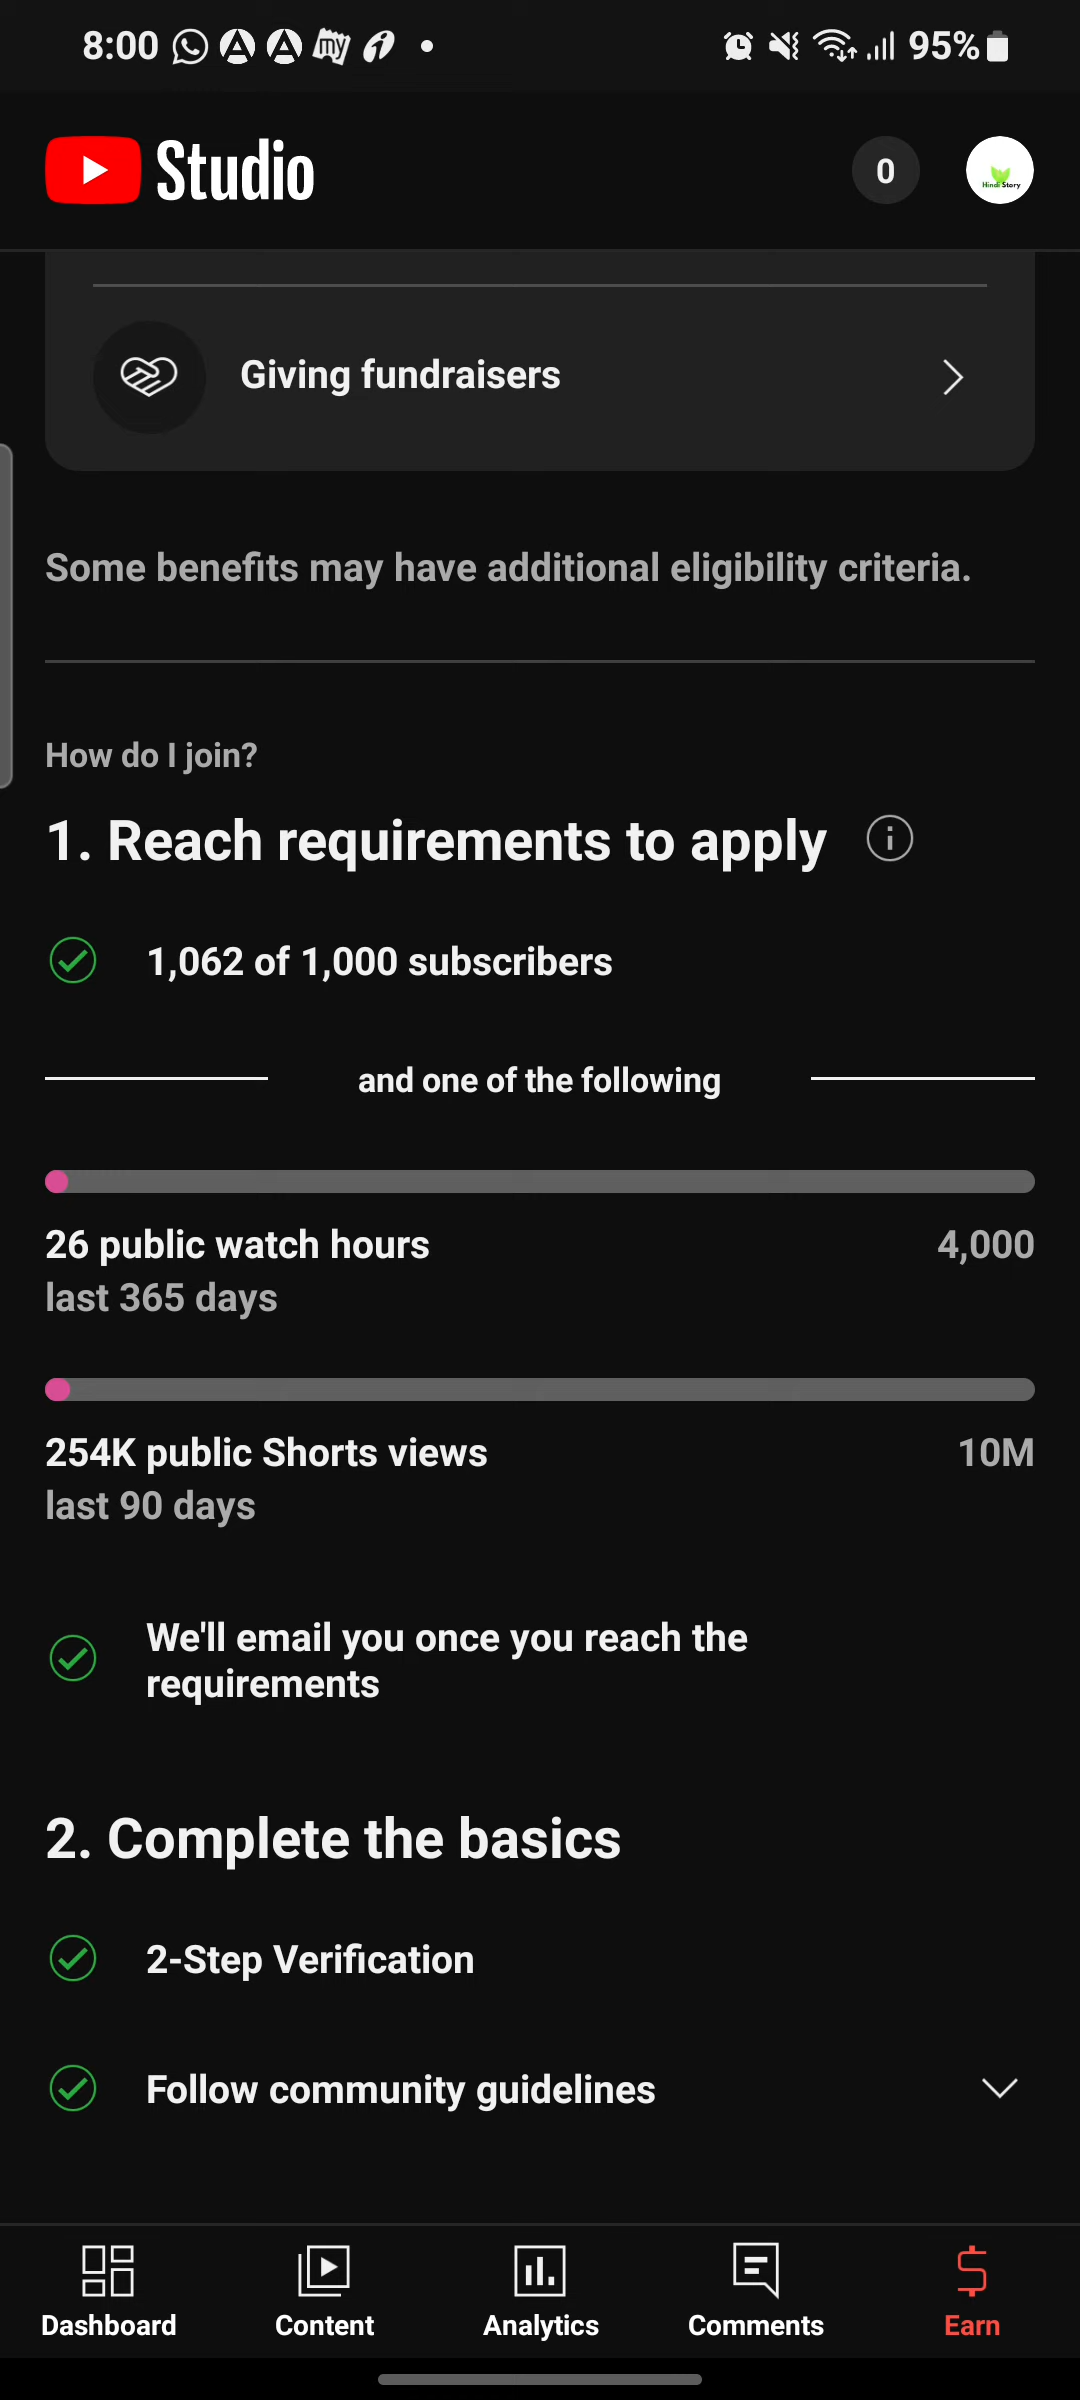 8:00 my 95%
Studio 0
Hindi Story
Giving fundraisers
Some benefits may have additional eligibility criteria.
How do I join?
1. Reach requirements to apply
1,062 of 1,000 subscribers
and one of the following
26 public watch hours 4,000
last 365 days
254K public Shorts views 10M
last 90 days
We'll email you once you reach the
requirements
2. Complete the basics
2-Step Verification
Follow community guidelines
Dashboard Content Analytics Comments Earn